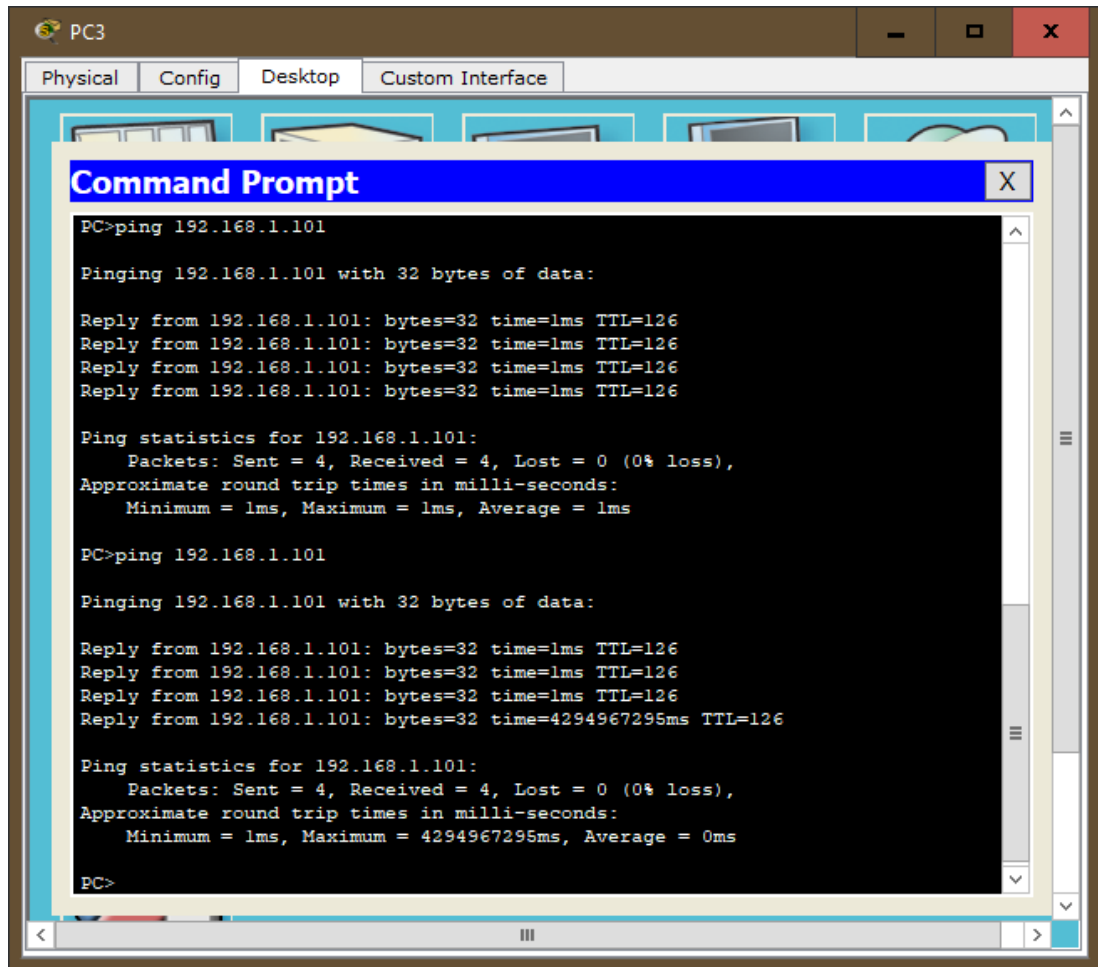 PC3
Physical Config Desktop Custom Interface
Command Prompt X
PC>ping 192.168.1.101
Pinging 192.168.1.101 with 32 bytes of data:
Reply from 192.168.1.101: bytes=32 time=1ms TTL=126
Reply from 192.168.1.101: bytes=32 time=1ms TTL=126
Reply from 192.168.1.101: bytes=32 time=1ms TTL=126
Reply from 192.168.1.101: bytes=32 time=1ms TTL=126
Ping statistics for 192.168.1.101:
    Packets: Sent = 4, Received = 4, Lost = 0 (0% loss),
Approximate round trip times in milli-seconds:
    Minimum = 1ms, Maximum = 1ms, Average = 1ms
PC>ping 192.168.1.101
Pinging 192.168.1.101 with 32 bytes of data:
Reply from 192.168.1.101: bytes=32 time=1ms TTL=126
Reply from 192.168.1.101: bytes=32 time=1ms TTL=126
Reply from 192.168.1.101: bytes=32 time=1ms TTL=126
Reply from 192.168.1.101: bytes=32 time=4294967295ms TTL=126
Ping statistics for 192.168.1.101:
    Packets: Sent = 4, Received = 4, Lost = 0 (0% loss),
Approximate round trip times in milli-seconds:
    Minimum = 1ms, Maximum = 4294967295ms, Average = 0ms
PC>